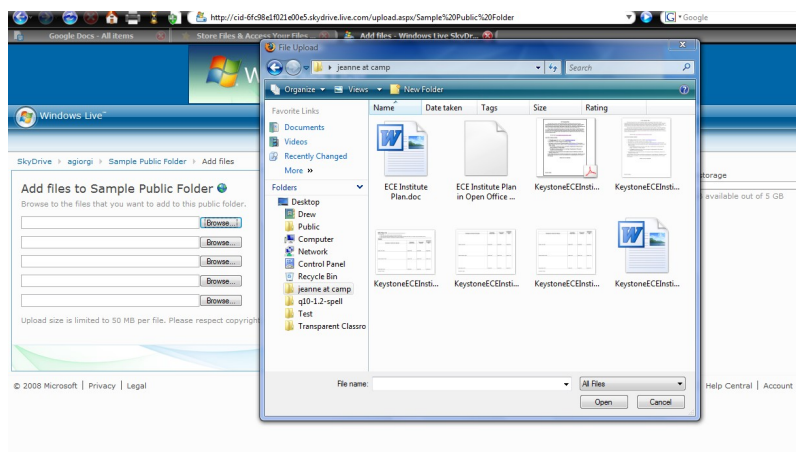 http://cid-6fc98e1f021e00e5.skydrive.live.com/upload.aspx/Sample%20Public%20Folder
G Google
Google Docs - All items
Store Files & Access Your Files ...
Add files - Windows Live SkyDr...
File Upload
jeanne at camp
Search
Organize
Views
New Folder
Windows Live
Favorite Links
Documents
Videos
Recently Changed
More »
Name
Date taken
Tags
Size
Rating
SkyDrive
agiorgi
Sample Public Folder
Add files
Add files to Sample Public Folder
Browse to the files that you want to add to this public folder.
Browse...
Browse...
Browse...
Browse...
Browse...
Upload size is limited to 50 MB per file. Please respect copyright
Folders
Desktop
Drew
Public
Computer
Network
Control Panel
Recycle Bin
jeanne at camp
q10-1.2-spell
Test
Transparent Classro
W
ECE Institute
Plan.doc
ECE Institute Plan
in Open Office ...
KeystoneECEInsti...
KeystoneECEInsti...
W
KeystoneECEInsti...
KeystoneECEInsti...
KeystoneECEInsti...
KeystoneECEInsti...
storage
available out of 5 GB
File name:
All Files
Open
Cancel
© 2008 Microsoft | Privacy | Legal
Help Central | Account